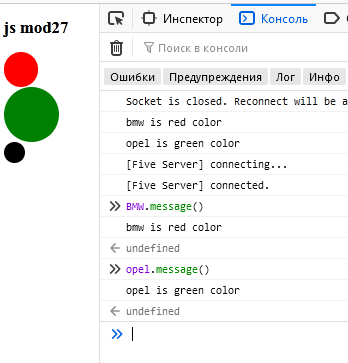 js mod27
Инспектор
Консоль
Поиск в консоли
Ошибки Предупреждения Лог Инфо
Socket is closed. Reconnect will be a
bmw is red color
opel is green color
[Five Server] connecting...
[Five Server] connected.
BMW.message()
bmw is red color
undefined
opel.message()
opel is green color
undefined